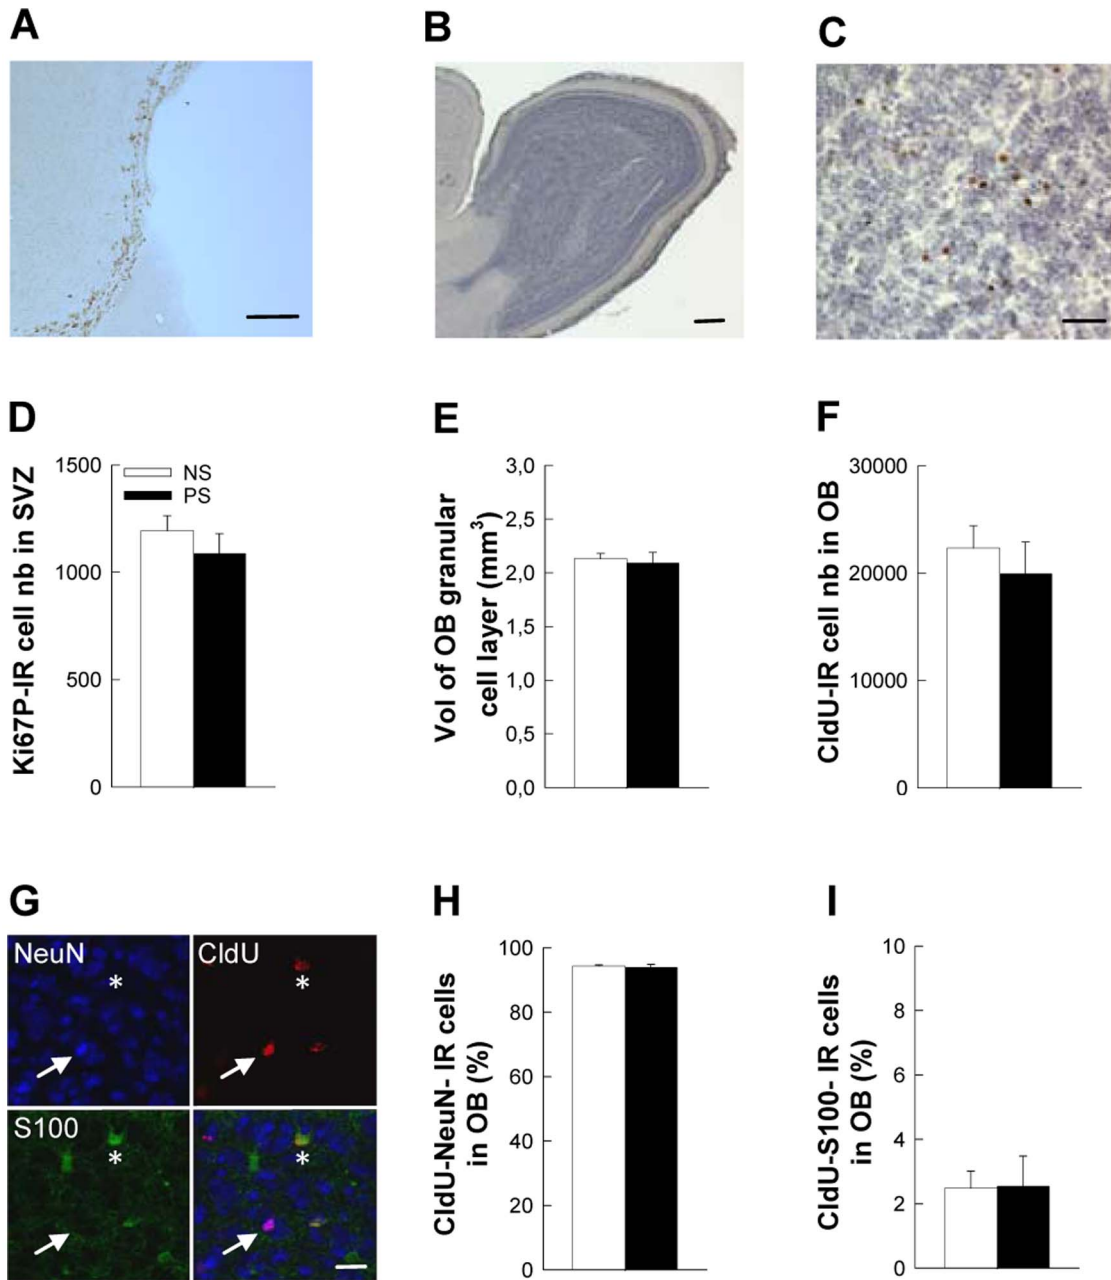 A
B
C
D
Ki67P-IR cell nb in SVZ
1500
1000
500
0
NS
PS
E
Vol of OB granular
cell layer (mm³)
3,0
2,5
2,0
1,5
1,0
0,5
0,0
F
CldU-IR cell nb in OB
30000
20000
10000
0
G
NeuN
*
CldU
*
S100
*
*
H
CldU-NeuN- IR cells
in OB (%)
100
80
60
40
20
0
I
CldU-S100- IR cells
in OB (%)
10
8
6
4
2
0